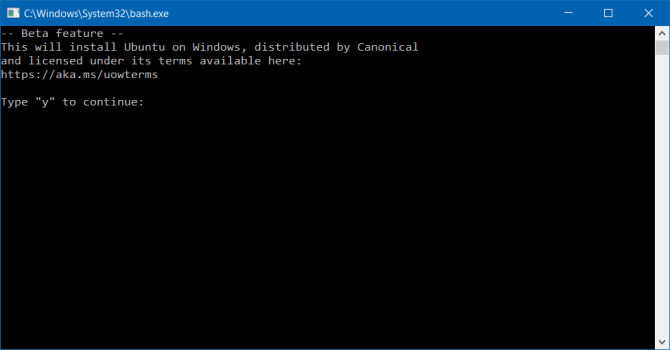 C:\Windows\System32\bash.exe
-- Beta feature --
This will install Ubuntu on Windows, distributed by Canonical
and licensed under its terms available here:
https://aka.ms/uowterms
Type "y" to continue: